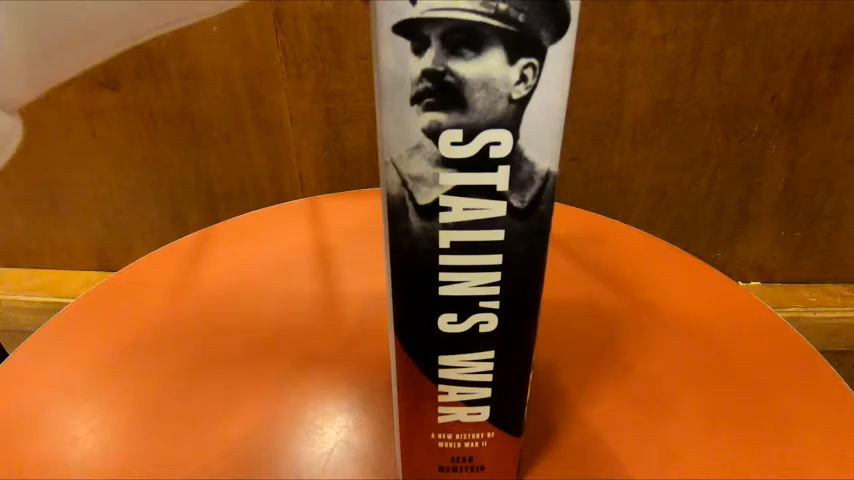 STALIN'S WAR
A NEW HISTORY OF
WORLD WAR II
SEAN
MCMEEKIN